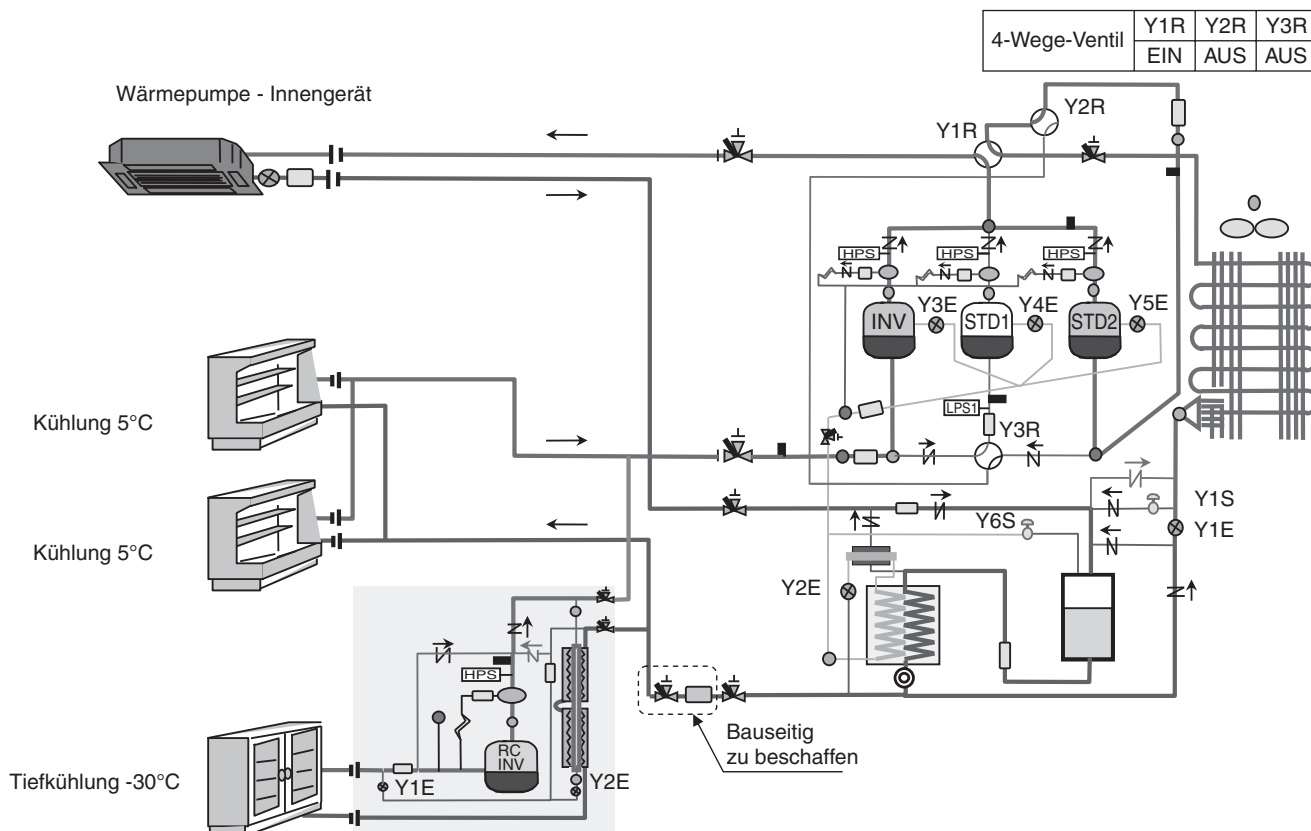 4-Wege-Ventil Y1R Y2R Y3R
EIN AUS AUS
Wärmepumpe - Innengerät
Y2R
Y1R
HPS HPS HPS
INV Y3E STD1 Y4E STD2 Y5E
LPS1
Y3R
Kühlung 5°C
Y1S
Y6S
Y1E
Kühlung 5°C
Y2E
HPS
Bauseitig
zu beschaffen
RC
INV
Y1E
Y2E
Tiefkühlung -30°C